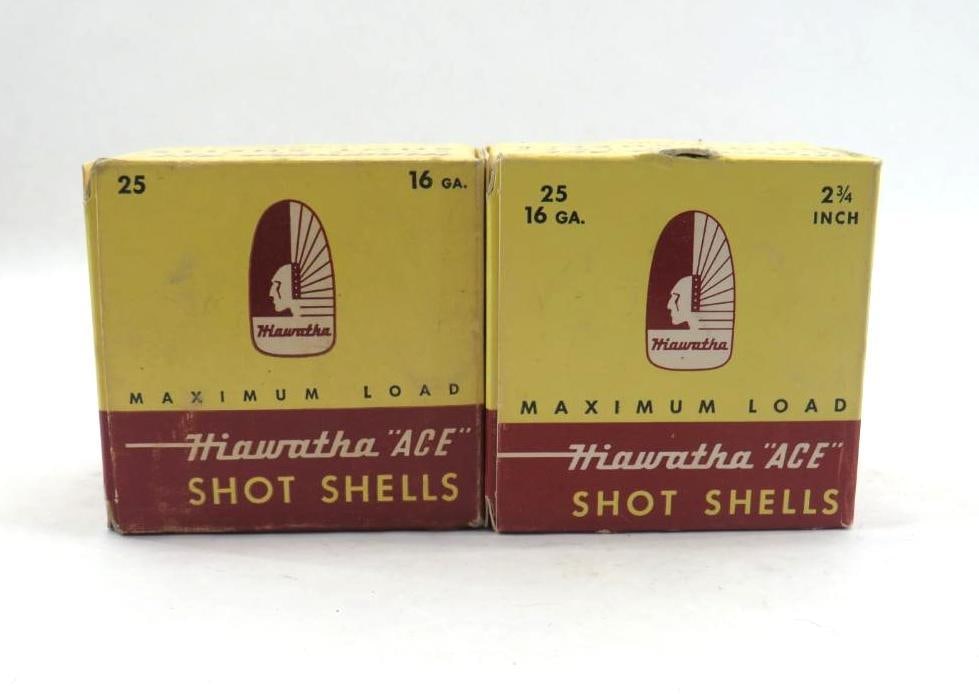 25
16 GA.
Hiawatha
MAXIMUM LOAD
Hiawatha "ACE"
SHOT SHELLS
25
16 GA.
2¾
INCH
Hiawatha
MAXIMUM LOAD
Hiawatha "ACE"
SHOT SHELLS